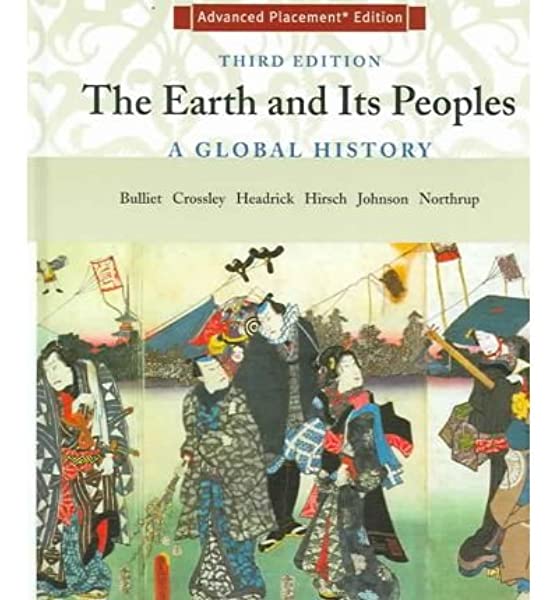 Advanced Placement* Edition
THIRD EDITION
The Earth and Its Peoples
A GLOBAL HISTORY
Bulliet Crossley Headrick Hirsch Johnson Northrup